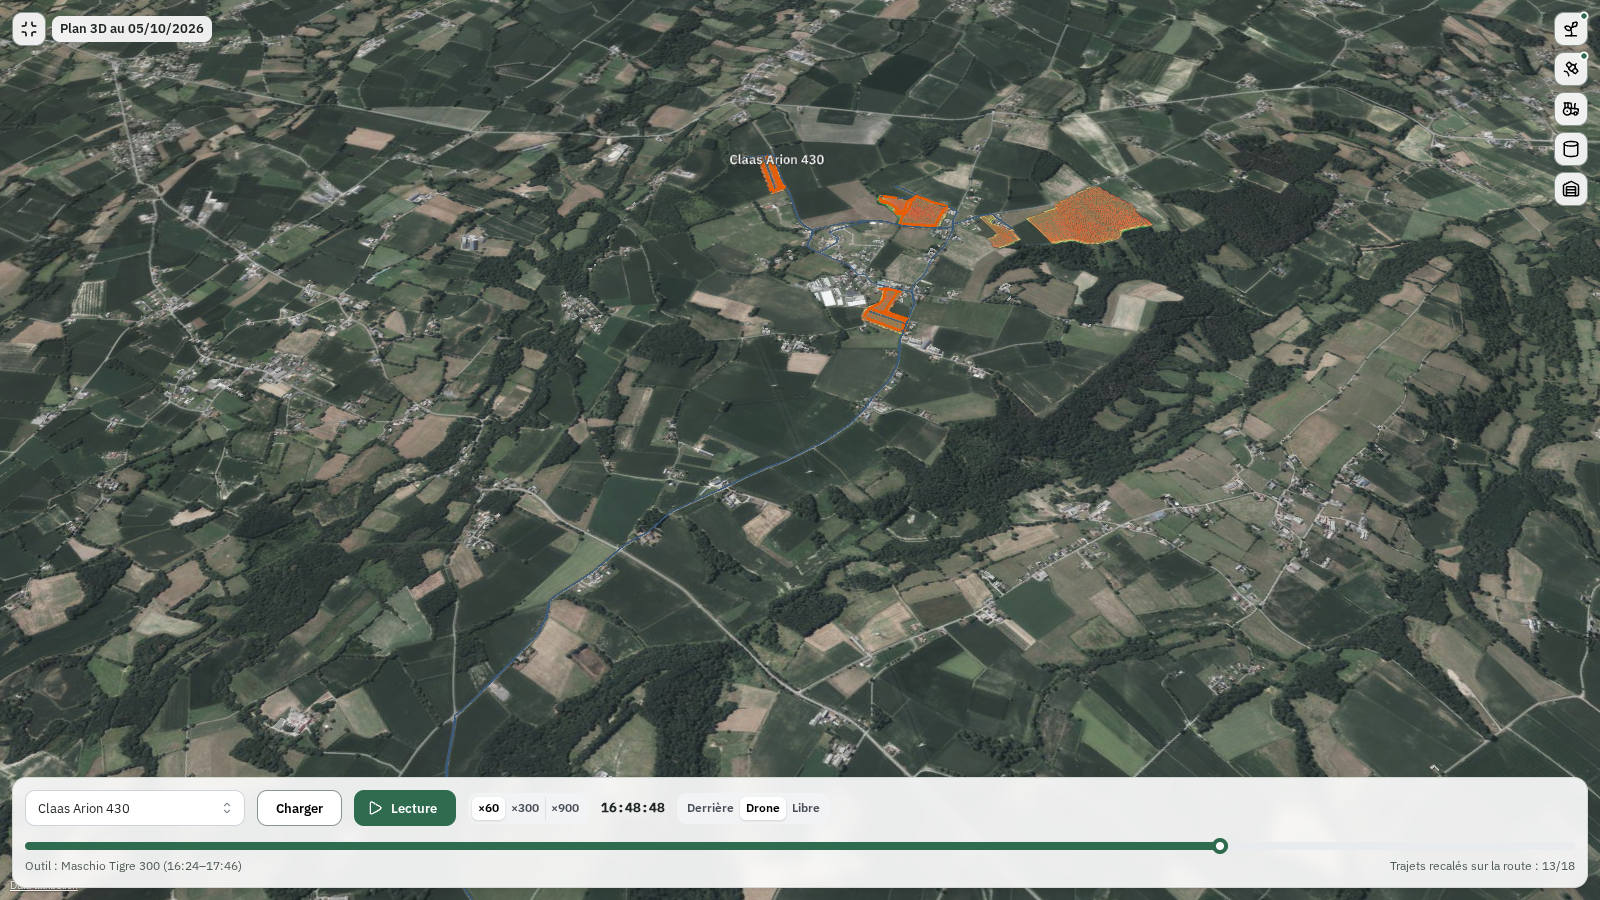 Plan 3D au 05/10/2026
Claas Arion 430
Claas Arion 430
Charger
Lecture
×60 ×300 ×900
16:48:48
Derrière Drone Libre
Outil : Maschio Tigre 300 (16:24–17:46)
Trajets recalés sur la route : 13/18